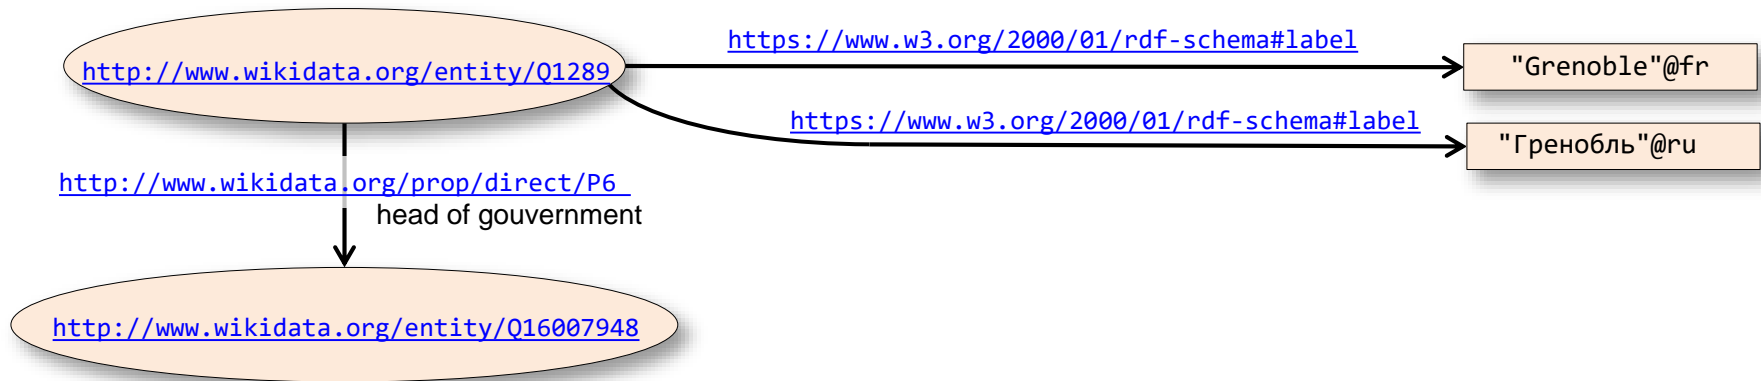 https://www.w3.org/2000/01/rdf-schema#label
http://www.wikidata.org/entity/Q1289
"Grenoble"@fr
https://www.w3.org/2000/01/rdf-schema#label
"Гренобль"@ru
http://www.wikidata.org/prop/direct/P6
head of gouvernment
http://www.wikidata.org/entity/Q16007948